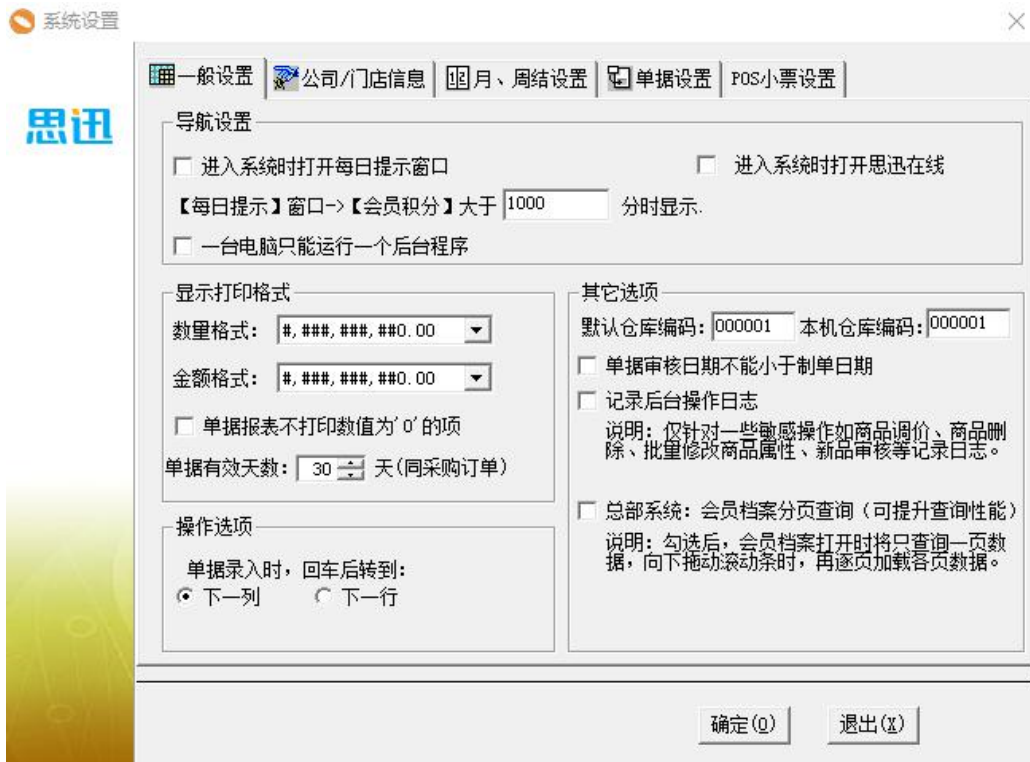 系统设置
思迅
一般设置 公司/门店信息 月、周结设置 单据设置 POS小票设置
导航设置
进入系统时打开每日提示窗口 进入系统时打开思迅在线
【每日提示】窗口->【会员积分】大于 1000 分时显示.
一台电脑只能运行一个后台程序
显示打印格式
数量格式: #,###,###,##0.00
金额格式: #,###,###,##0.00
单据报表不打印数值为'0'的项
单据有效天数: 30 天(同采购订单)
操作选项
单据录入时，回车后转到:
下一列 下一行
其它选项
默认仓库编码: 000001 本机仓库编码: 000001
单据审核日期不能小于制单日期
记录后台操作日志
说明: 仅针对一些敏感操作如商品调价、商品删
除、批量修改商品属性、新品审核等记录日志。
总部系统: 会员档案分页查询(可提升查询性能)
说明: 勾选后，会员档案打开时将只查询一页数
据，向下拖动滚动条时，再逐页加载各页数据。
确定(O) 退出(X)